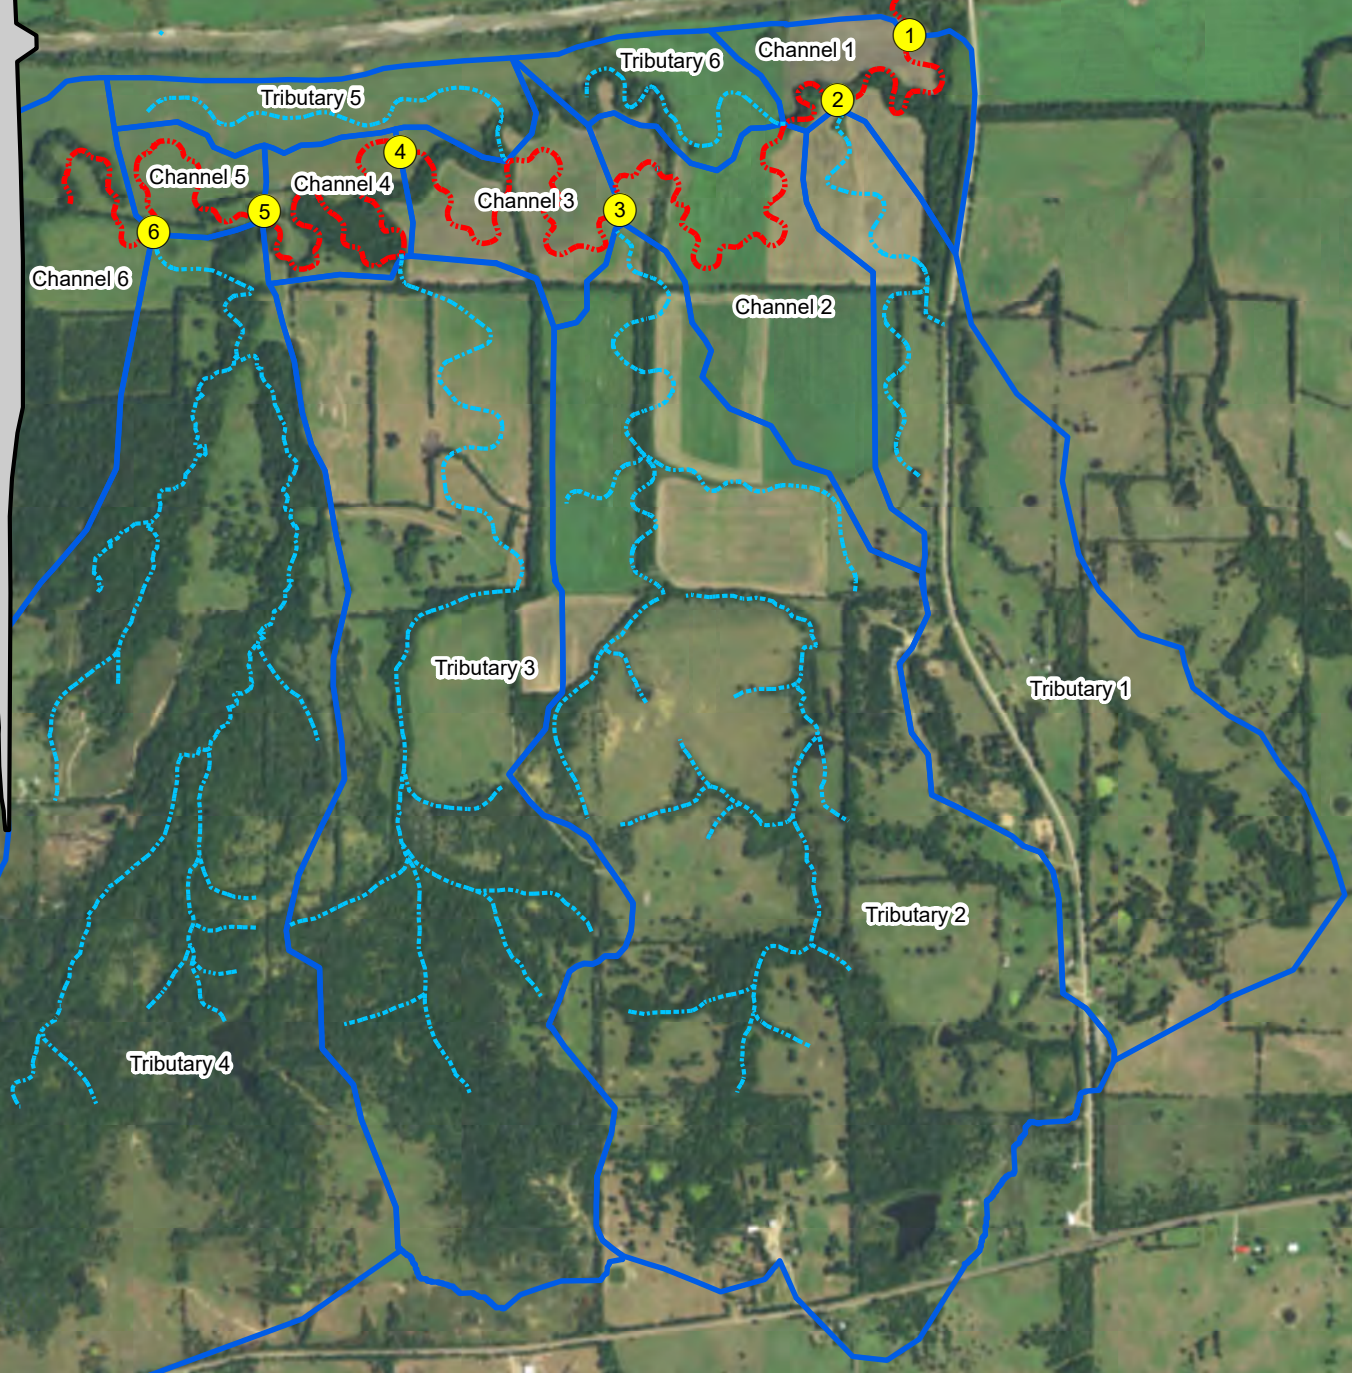 1
Channel 1
Tributary 6
2
Tributary 5
4
Channel 5
Channel 4
Channel 3
5
3
6
Channel 6
Channel 2
Tributary 3
Tributary 1
Tributary 2
Tributary 4